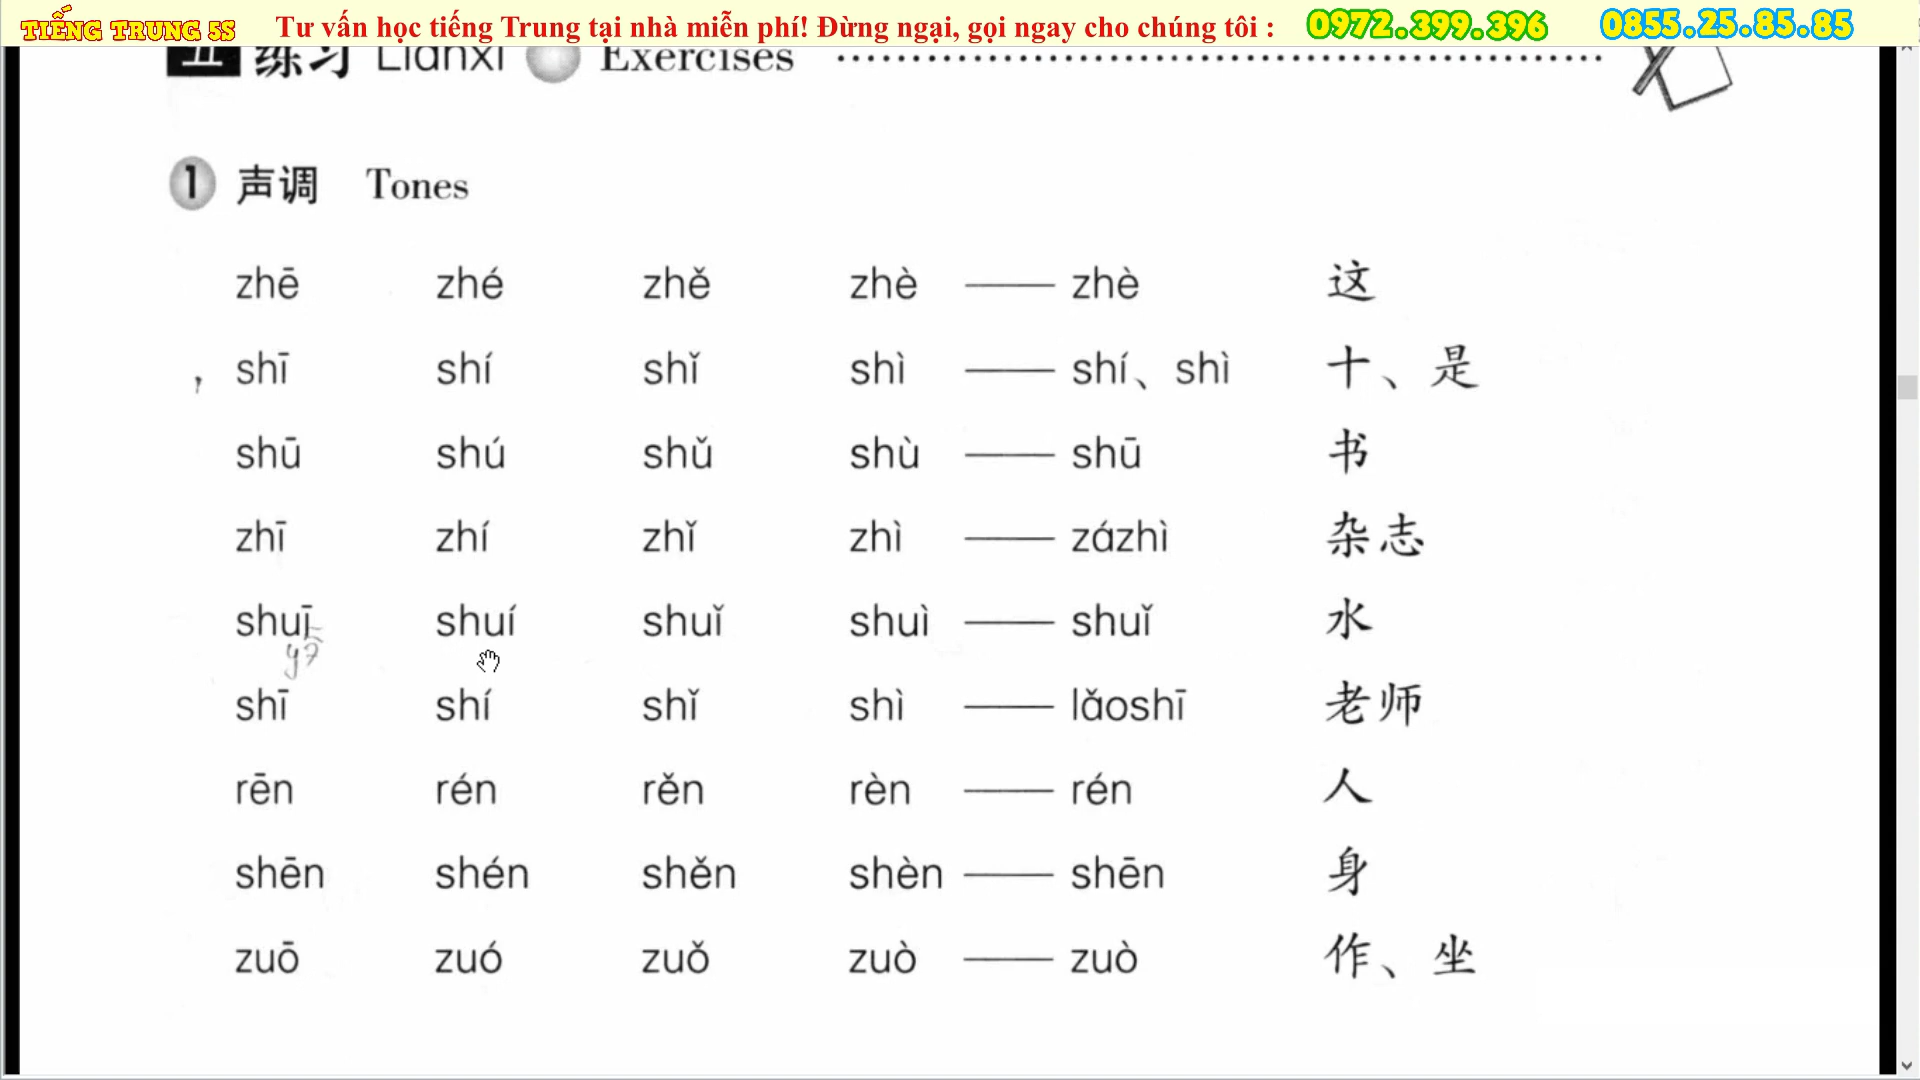 TIẾNG TRUNG 5S Tư vấn học tiếng Trung tại nhà miễn phí! Đừng ngại, gọi ngay cho chúng tôi : 0972.399.396 0855.25.85.85
五 练习 Liànxí Exercises
1 声调 Tones
zhē zhé zhě zhè —— zhè 这
shī shí shǐ shì —— shí、shì 十、是
shū shú shǔ shù —— shū 书
zhī zhí zhǐ zhì —— zázhì 杂志
shuī shuí shuǐ shuì —— shuǐ 水
shī shí shǐ shì —— lǎoshī 老师
rēn rén rěn rèn —— rén 人
shēn shén shěn shèn —— shēn 身
zuō zuó zuǒ zuò —— zuò 作、坐